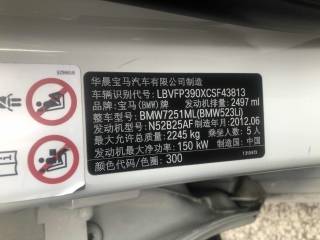 华晨宝马汽车有限公司制造
车辆识别代号：LBVFP390XCSF43813
品牌：宝马(BMW)牌 发动机排量：2497 ml
整车型号：BMW7251ML(BMW523Li)
发动机型号：N52B25AF 制造年月：2012.06
最大允许总质量：2245 kg 乘坐人数：5 人
发动机最大净功率：150 kW 制造国：中国
颜色代码/色圈：300